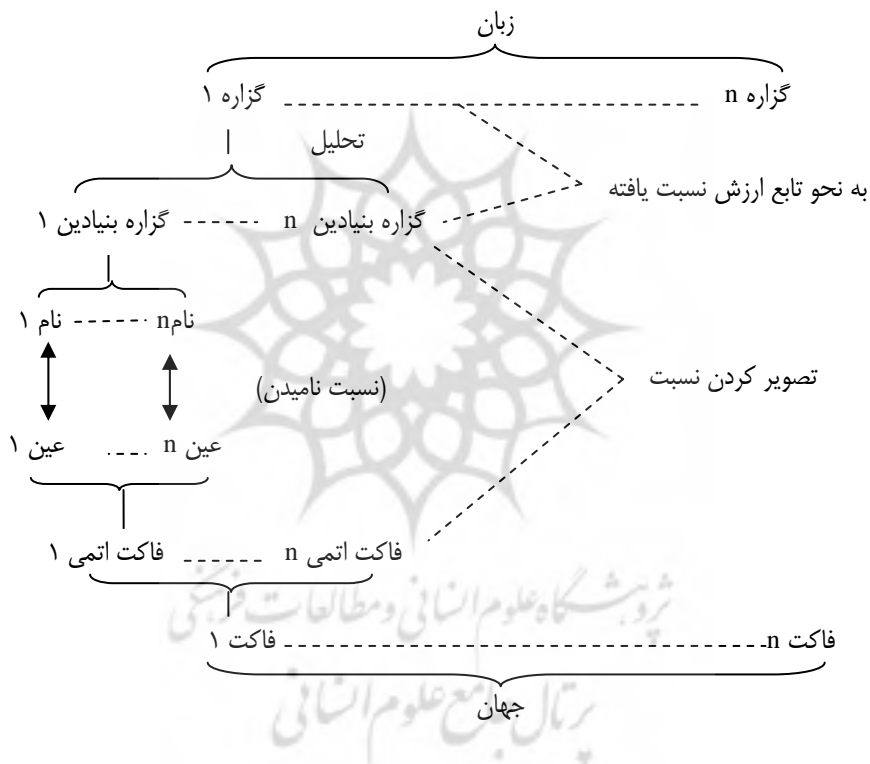 زبان
گزاره ۱ گزاره n
تحلیل
به نحو تابع ارزش نسبت یافته
گزاره بنیادین ۱ گزاره بنیادین n
نام ۱ نامn
تصویر کردن نسبت
(نسبت نامیدن)
عین ۱ عین n
فاکت اتمی ۱ فاکت اتمی n
پژوهشگاه علوم انسانی و مطالعات فرهنگی
فاکت ۱ فاکت n
پرتال جامع علوم انسانی
جهان